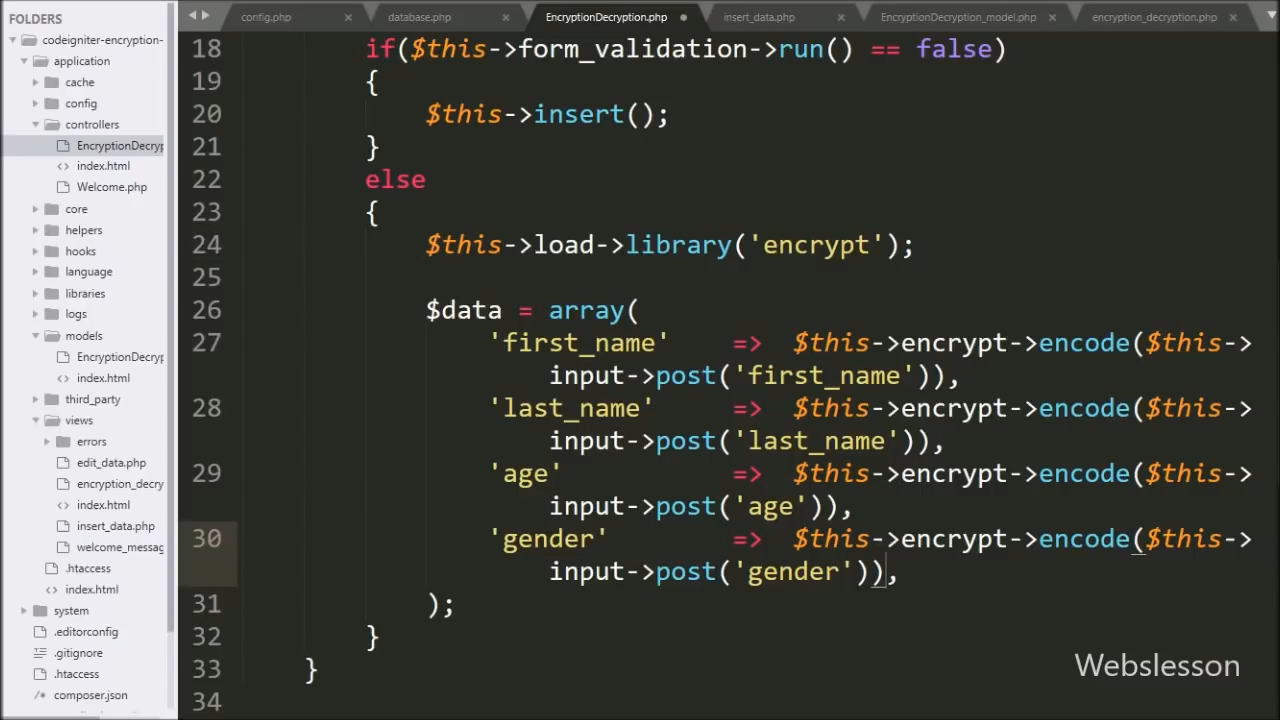 FOLDERS
codeigniter-encryption-
application
cache
config
controllers
EncryptionDecryp
index.html
Welcome.php
core
helpers
hooks
language
libraries
logs
models
EncryptionDecryp
index.html
third_party
views
errors
edit_data.php
encryption_decry
index.html
insert_data.php
welcome_messag
.htaccess
index.html
system
.editorconfig
.gitignore
.htaccess
composer.json
config.php × database.php × EncryptionDecryption.php insert_data.php × EncryptionDecryption_model.php × encryption_decryption.php ×
18 if($this->form_validation->run() == false)
19 {
20 $this->insert();
21 }
22 else
23 {
24 $this->load->library('encrypt');
25
26 $data = array(
27 'first_name' => $this->encrypt->encode($this->
input->post('first_name')),
28 'last_name' => $this->encrypt->encode($this->
input->post('last_name')),
29 'age' => $this->encrypt->encode($this->
input->post('age')),
30 'gender' => $this->encrypt->encode($this->
input->post('gender')),
31 );
32 }
33 }
34
Webslesson